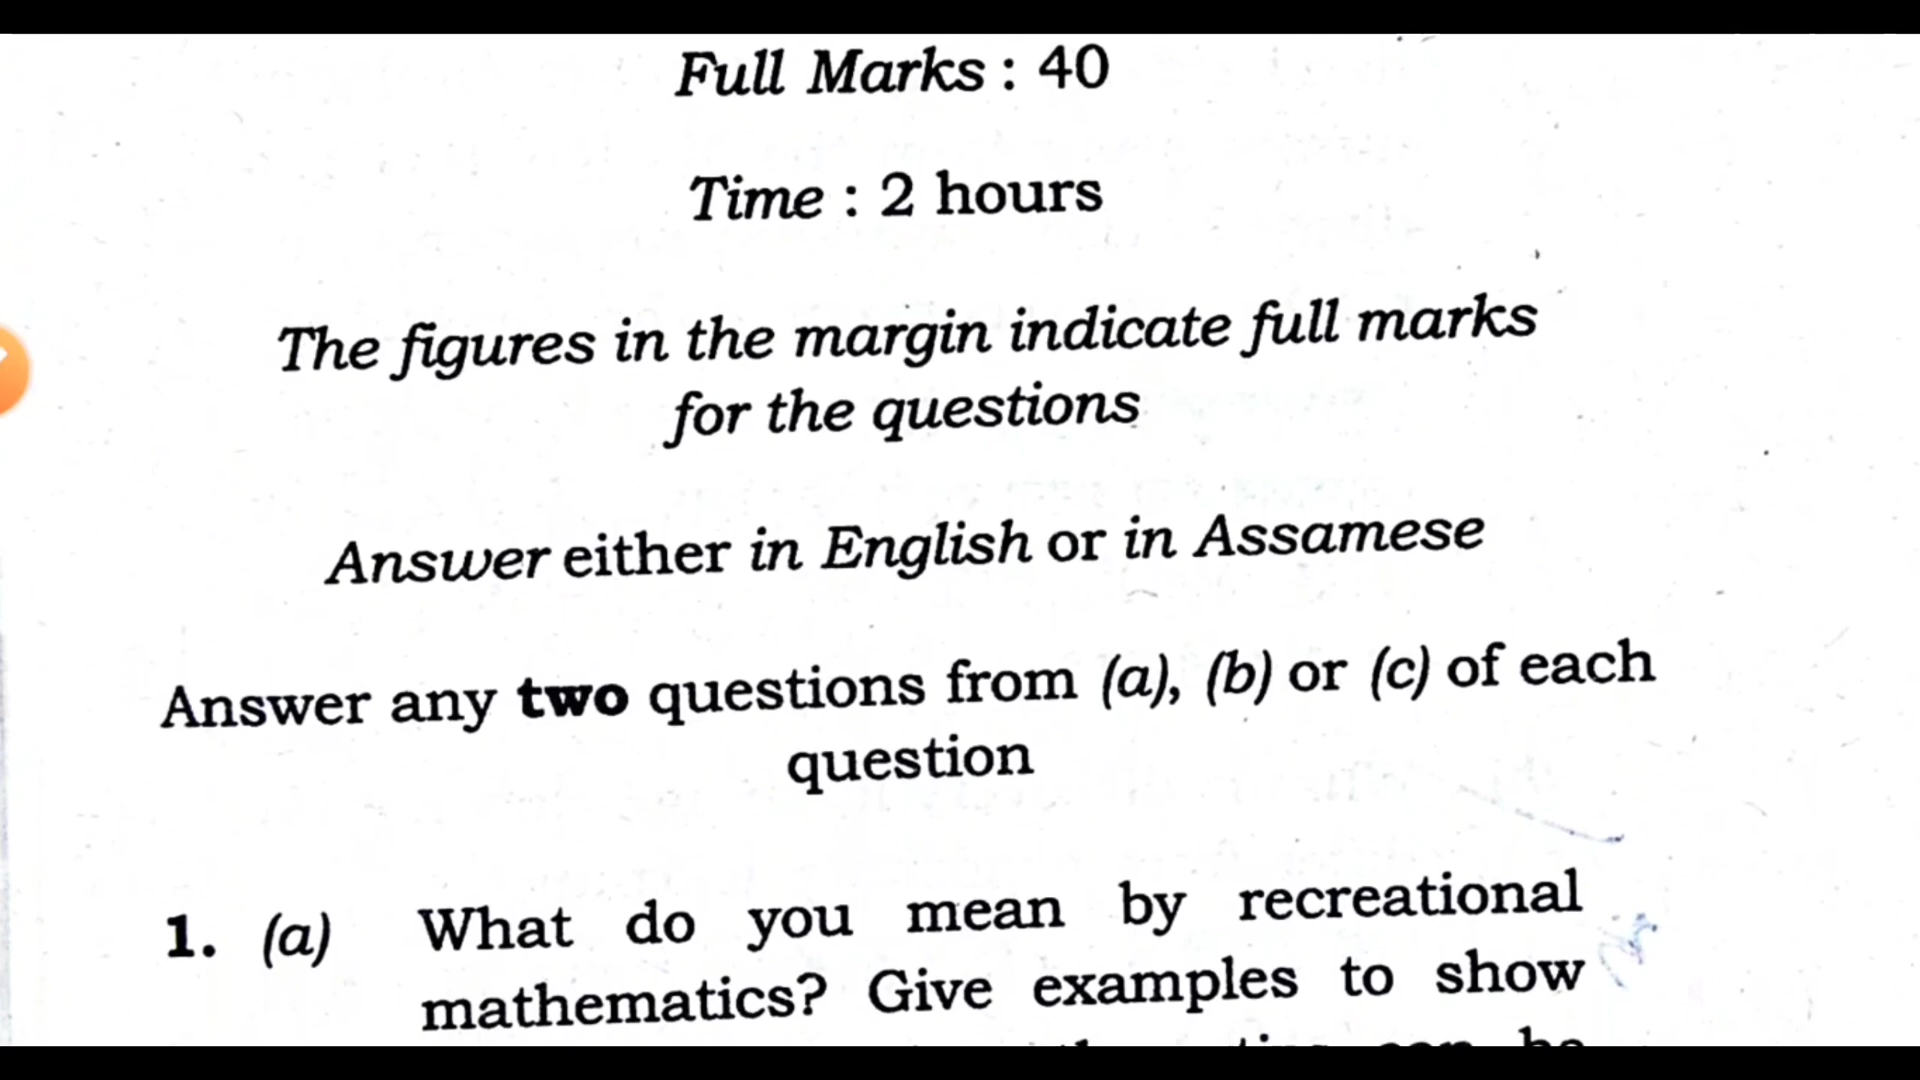 Full Marks : 40
Time : 2 hours
The figures in the margin indicate full marks
for the questions
Answer either in English or in Assamese
Answer any two questions from (a), (b) or (c) of each
question
1. (a) What do you mean by recreational
mathematics? Give examples to show
can be